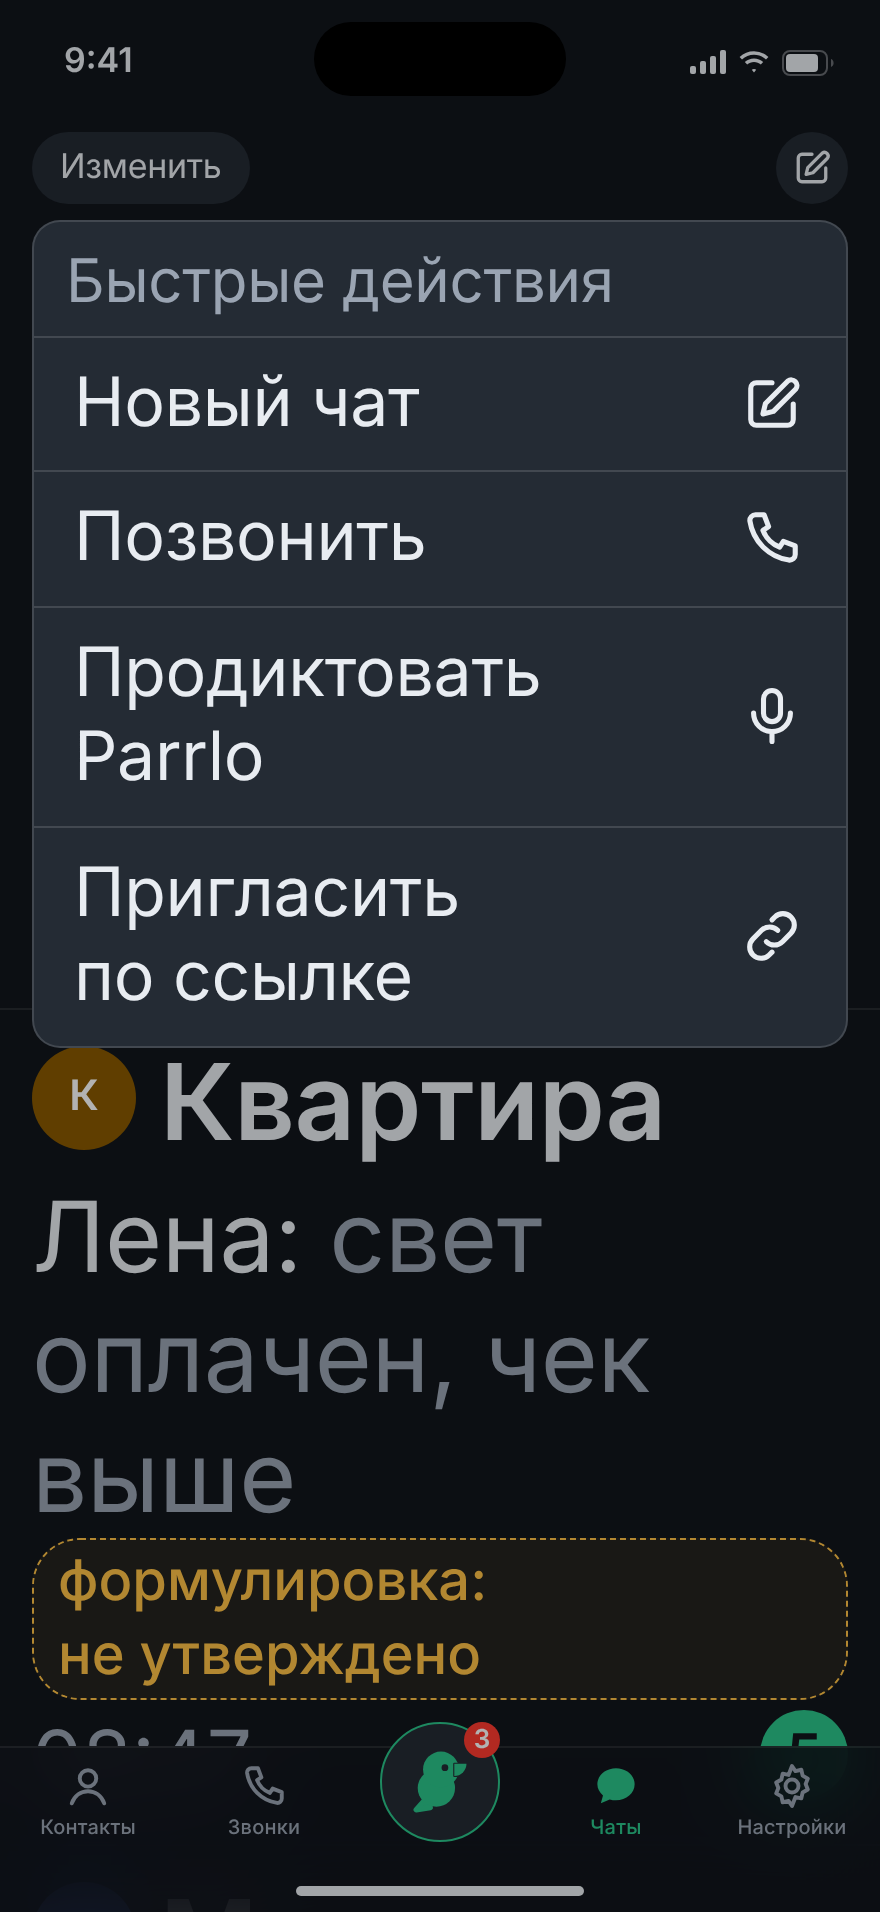 9:41
Изменить
Быстрые действия
Новый чат
Позвонить
Продиктовать
Parrlo
Пригласить
по ссылке
К
Квартира
Лена: свет
оплачен, чек
выше
формулировка:
не утверждено
3
Контакты
Звонки
Чаты
Настройки